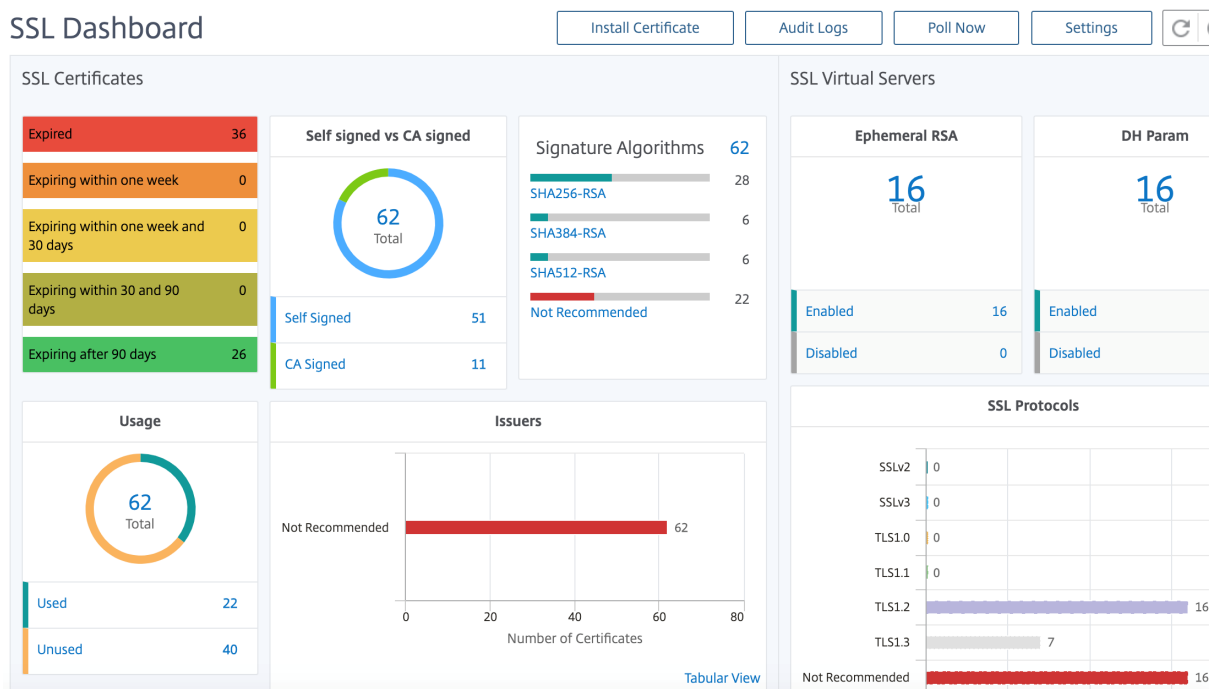 SSL Dashboard
Install Certificate
Audit Logs
Poll Now
Settings
SSL Certificates
Expired 36
Expiring within one week 0
Expiring within one week and 0
30 days
Expiring within 30 and 90 0
days
Expiring after 90 days 26
Self signed vs CA signed
62
Total
Self Signed 51
CA Signed 11
Signature Algorithms 62
28
SHA256-RSA
6
SHA384-RSA
6
SHA512-RSA
22
Not Recommended
Usage
62
Total
Used 22
Unused 40
Issuers
Not Recommended 62
0 20 40 60 80
Number of Certificates
Tabular View
SSL Virtual Servers
Ephemeral RSA
16
Total
Enabled 16
Disabled 0
DH Param
16
Total
Enabled
Disabled
SSL Protocols
SSLv2 0
SSLv3 0
TLS1.0 0
TLS1.1 0
TLS1.2 16
TLS1.3 7
Not Recommended 16